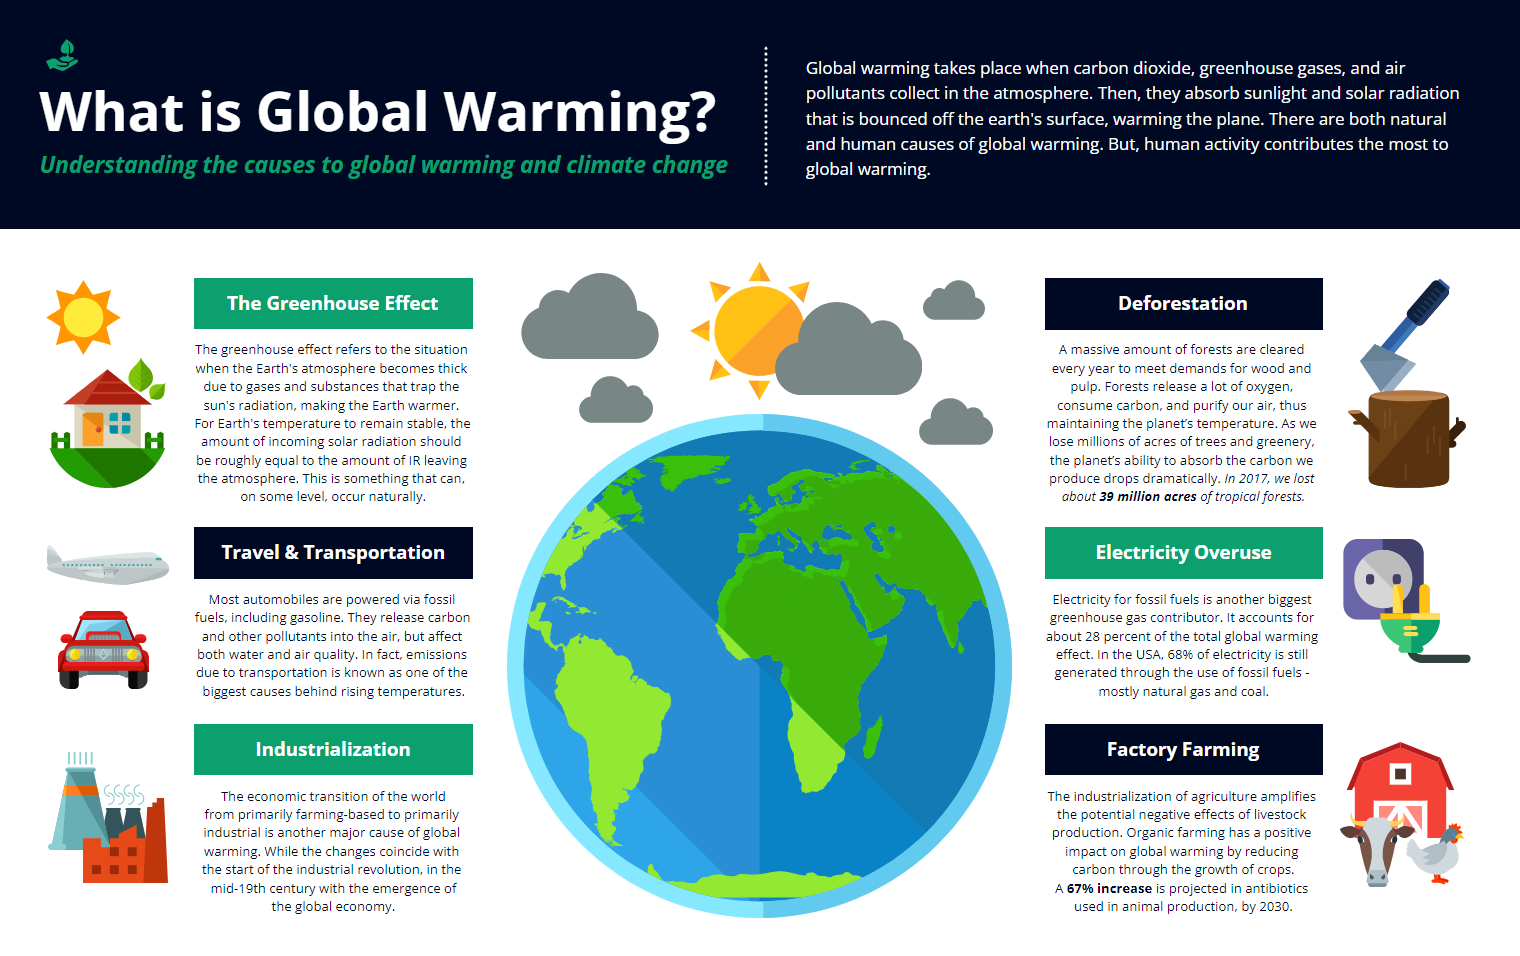 What is Global Warming?
Understanding the causes to global warming and climate change
Global warming takes place when carbon dioxide, greenhouse gases, and air
pollutants collect in the atmosphere. Then, they absorb sunlight and solar radiation
that is bounced off the earth's surface, warming the plane. There are both natural
and human causes of global warming. But, human activity contributes the most to
global warming.
The Greenhouse Effect
The greenhouse effect refers to the situation
when the Earth's atmosphere becomes thick
due to gases and substances that trap the
sun's radiation, making the Earth warmer.
For Earth's temperature to remain stable, the
amount of incoming solar radiation should
be roughly equal to the amount of IR leaving
the atmosphere. This is something that can,
on some level, occur naturally.
Travel & Transportation
Most automobiles are powered via fossil
fuels, including gasoline. They release carbon
and other pollutants into the air, but affect
both water and air quality. In fact, emissions
due to transportation is known as one of the
biggest causes behind rising temperatures.
Industrialization
The economic transition of the world
from primarily farming-based to primarily
industrial is another major cause of global
warming. While the changes coincide with
the start of the industrial revolution, in the
mid-19th century with the emergence of
the global economy.
Deforestation
A massive amount of forests are cleared
every year to meet demands for wood and
pulp. Forests release a lot of oxygen,
consume carbon, and purify our air, thus
maintaining the planet’s temperature. As we
lose millions of acres of trees and greenery,
the planet’s ability to absorb the carbon we
produce drops dramatically. In 2017, we lost
about 39 million acres of tropical forests.
Electricity Overuse
Electricity for fossil fuels is another biggest
greenhouse gas contributor. It accounts for
about 28 percent of the total global warming
effect. In the USA, 68% of electricity is still
generated through the use of fossil fuels -
mostly natural gas and coal.
Factory Farming
The industrialization of agriculture amplifies
the potential negative effects of livestock
production. Organic farming has a positive
impact on global warming by reducing
carbon through the growth of crops.
A 67% increase is projected in antibiotics
used in animal production, by 2030.